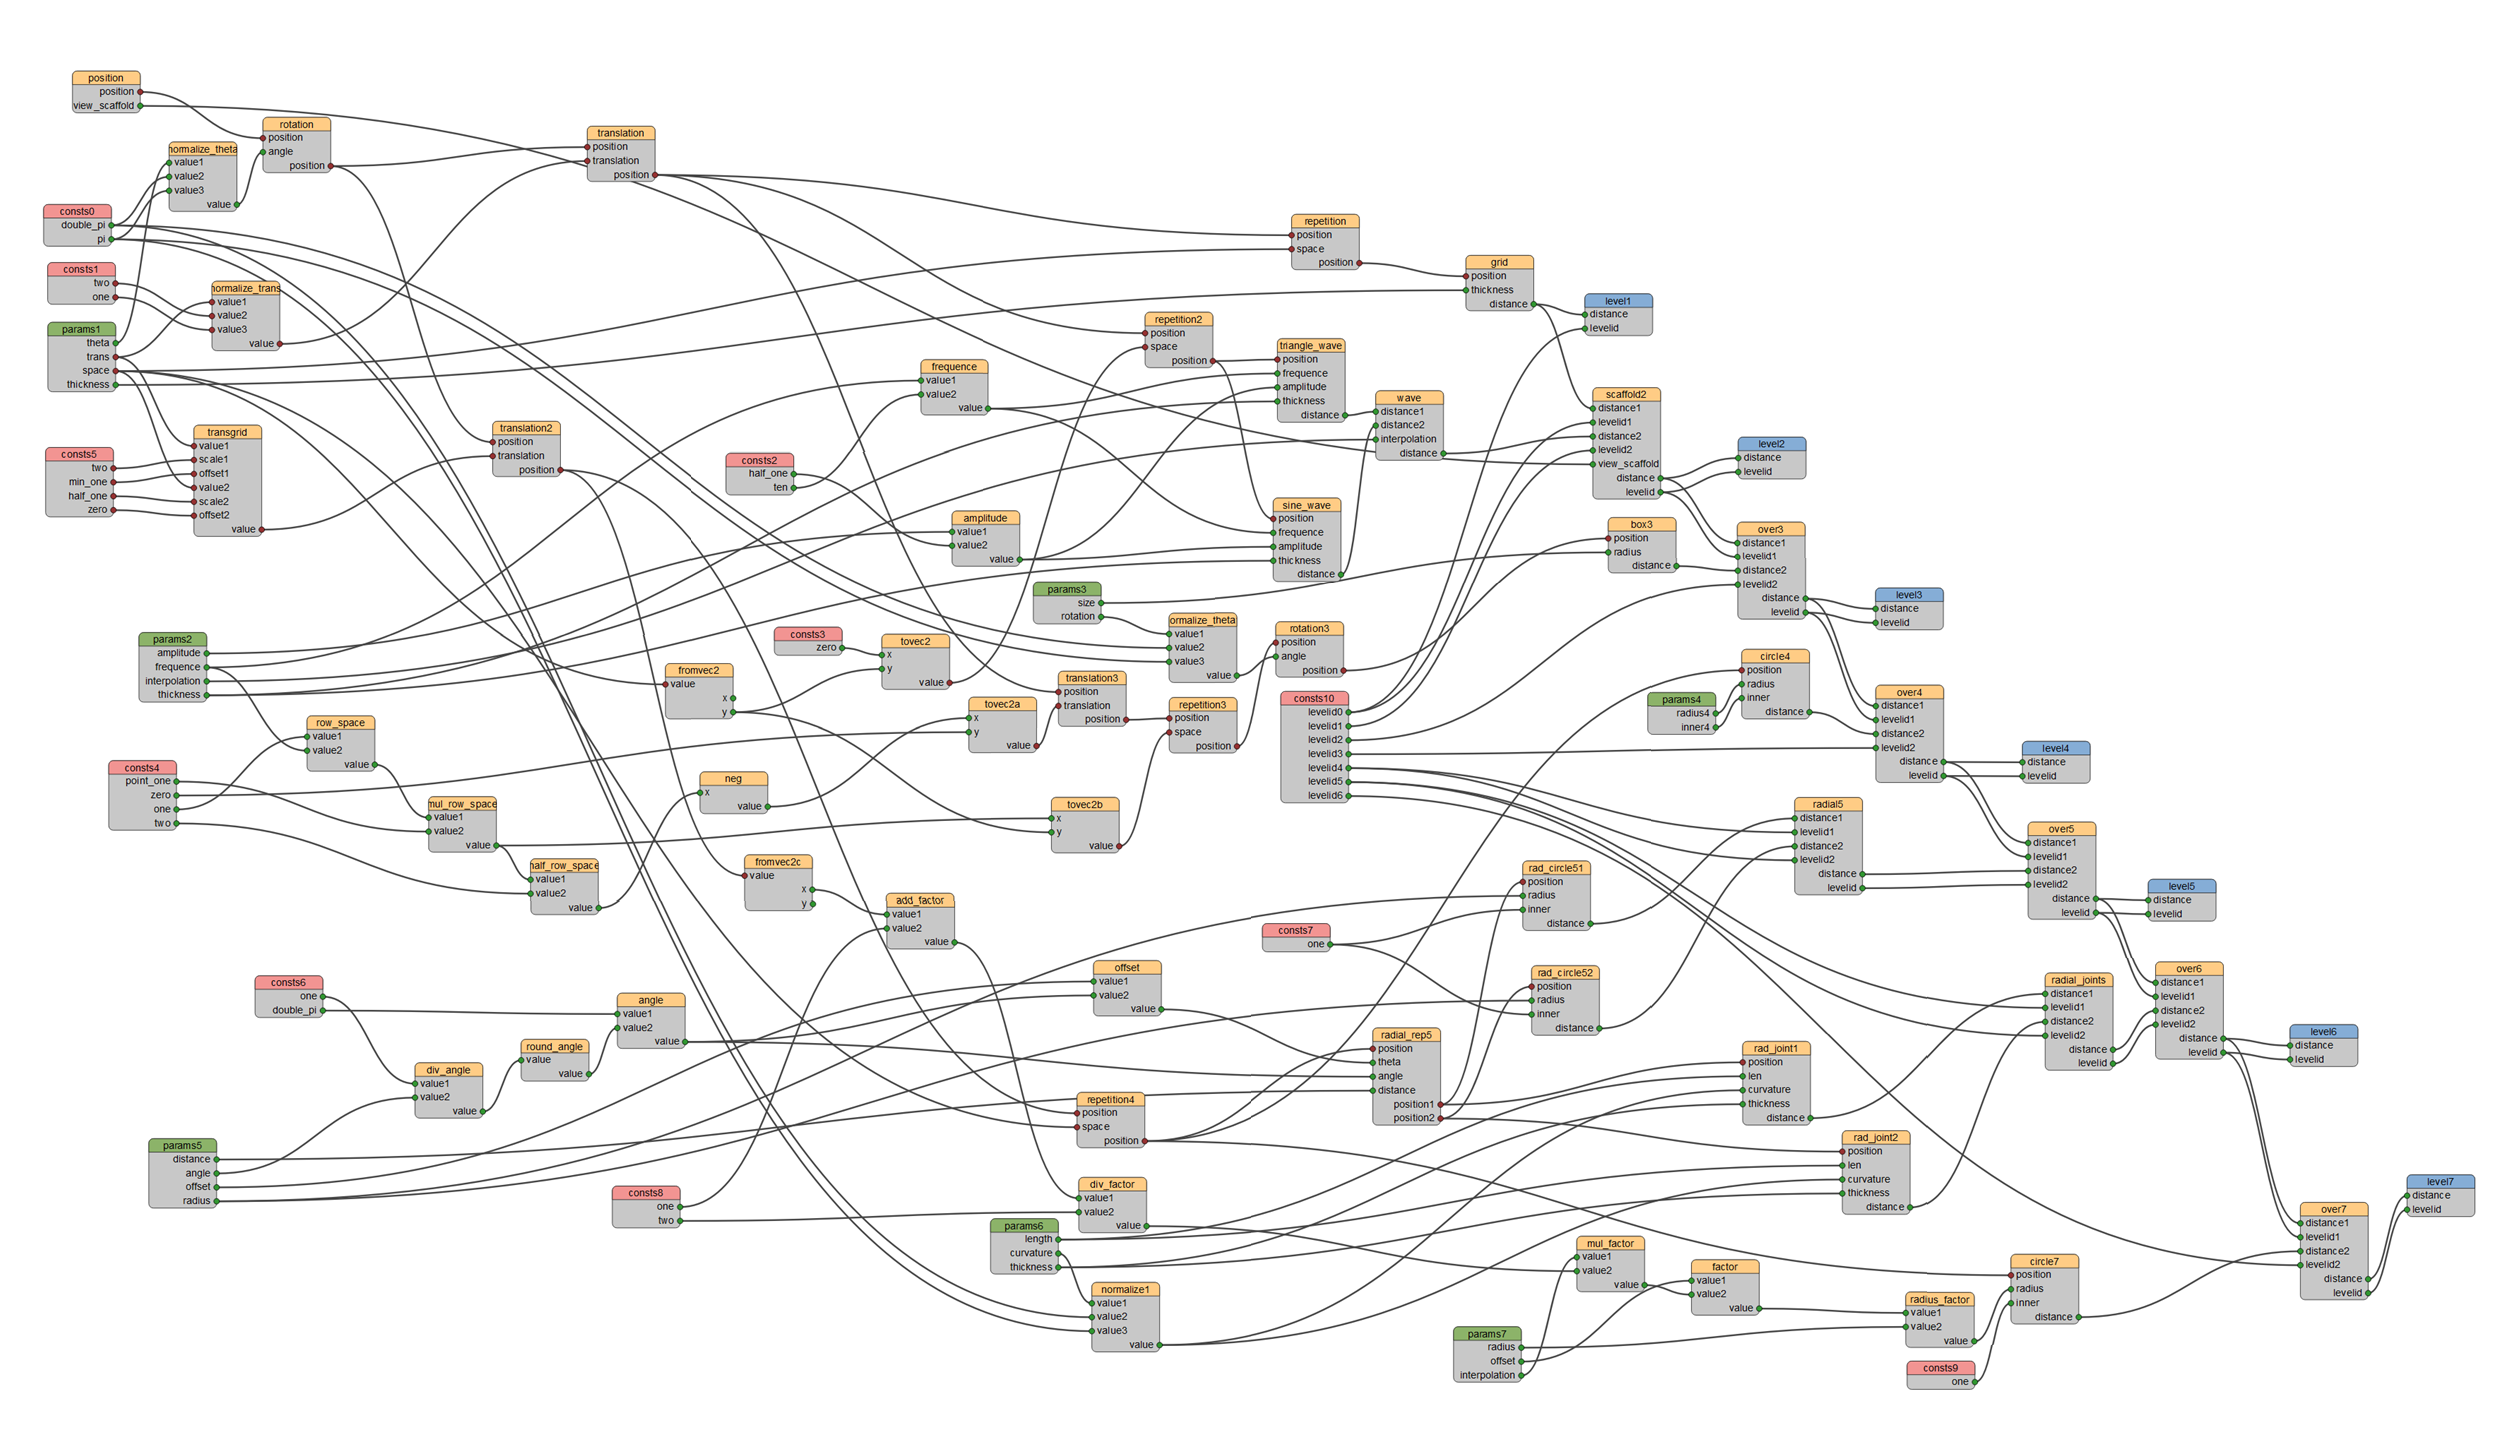 position
position
view_scaffold
rotation
position
angle
position
normalize_theta
value1
value2
value3
value
consts0
double_pi
pi
consts1
two
one
normalize_trans
value1
value2
value3
value
params1
theta
trans
space
thickness
transgrid
value1
scale1
offset1
value2
scale2
offset2
value
consts5
two
min_one
half_one
zero
translation
position
translation
position
translation2
position
translation
position
repetition
position
space
position
grid
position
thickness
distance
level1
distance
levelid
repetition2
position
space
position
triangle_wave
position
frequence
amplitude
thickness
distance
frequence
value1
value2
value
wave
distance1
distance2
interpolation
distance
scaffold2
distance1
levelid1
distance2
levelid2
view_scaffold
distance
levelid
level2
distance
levelid
consts2
half_one
ten
sine_wave
position
frequence
amplitude
thickness
distance
amplitude
value1
value2
value
box3
position
radius
distance
over3
distance1
levelid1
distance2
levelid2
distance
levelid
level3
distance
levelid
params3
size
rotation
ormalize_theta
value1
value2
value3
value
rotation3
position
angle
position
params2
amplitude
frequence
interpolation
thickness
consts3
zero
tovec2
x
y
value
fromvec2
value
x
y
translation3
position
translation
position
tovec2a
x
y
value
repetition3
position
space
position
consts10
levelid0
levelid1
levelid2
levelid3
levelid4
levelid5
levelid6
circle4
position
radius
inner
distance
params4
radius4
inner4
over4
distance1
levelid1
distance2
levelid2
distance
levelid
level4
distance
levelid
row_space
value1
value2
value
consts4
point_one
zero
one
two
mul_row_space
value1
value2
value
half_row_space
value1
value2
value
neg
x
value
tovec2b
x
y
value
fromvec2c
value
x
y
add_factor
value1
value2
value
radial5
distance1
levelid1
distance2
levelid2
distance
levelid
over5
distance1
levelid1
distance2
levelid2
distance
levelid
level5
distance
levelid
rad_circle51
position
radius
inner
distance
consts7
one
rad_circle52
position
radius
inner
distance
consts6
one
double_pi
angle
value1
value2
value
offset
value1
value2
value
round_angle
value
value
div_angle
value1
value2
value
radial_rep5
position
theta
angle
distance
position1
position2
repetition4
position
space
position
rad_joint1
position
len
curvature
thickness
distance
radial_joints
distance1
levelid1
distance2
levelid2
distance
levelid
over6
distance1
levelid1
distance2
levelid2
distance
levelid
level6
distance
levelid
params5
distance
angle
offset
radius
rad_joint2
position
len
curvature
thickness
distance
consts8
one
two
div_factor
value1
value2
value
params6
length
curvature
thickness
normalize1
value1
value2
value3
value
mul_factor
value1
value2
value
factor
value1
value2
value
params7
radius
offset
interpolation
radius_factor
value1
value2
value
consts9
one
circle7
position
radius
inner
distance
over7
distance1
levelid1
distance2
levelid2
distance
levelid
level7
distance
levelid